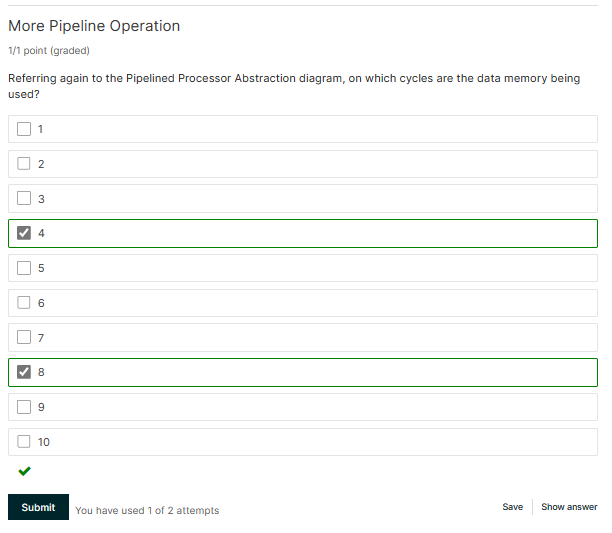 More Pipeline Operation
1/1 point (graded)
Referring again to the Pipelined Processor Abstraction diagram, on which cycles are the data memory being
used?
1
2
3
4
5
6
7
8
9
10
Submit
You have used 1 of 2 attempts
Save
Show answer